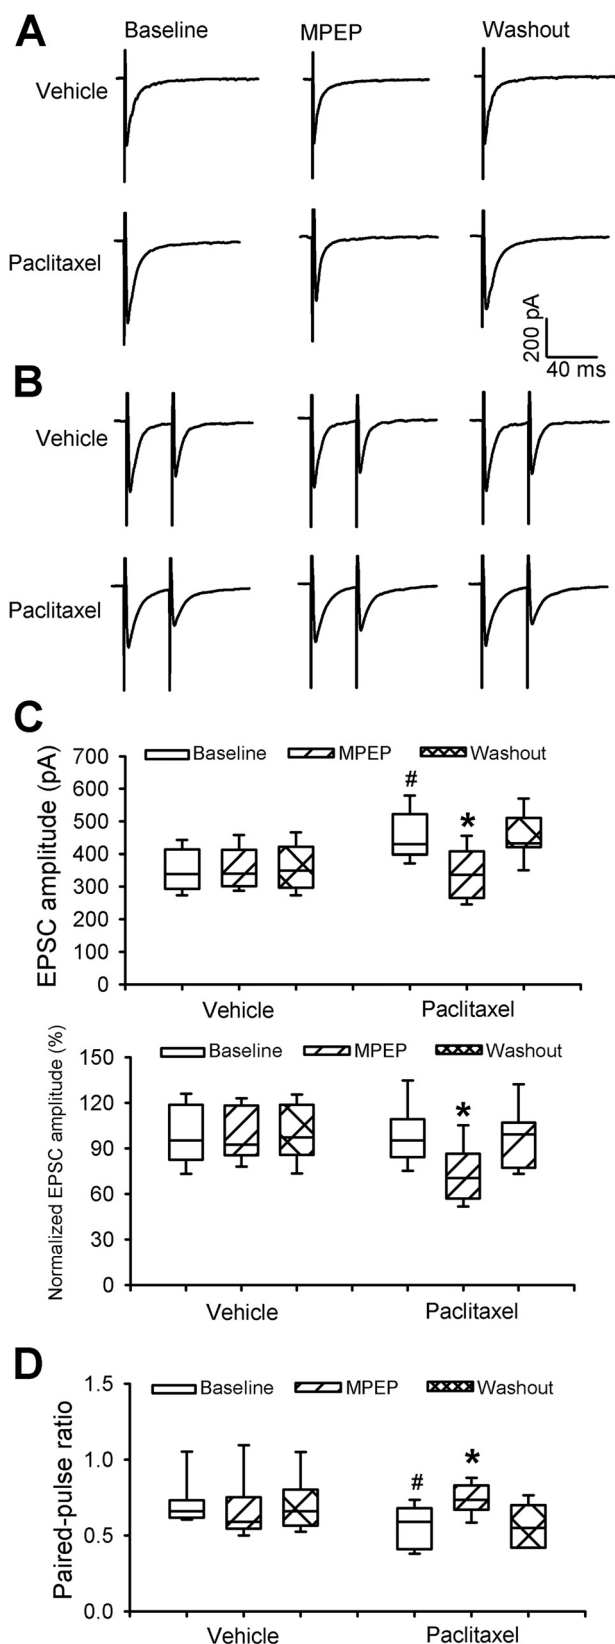 A
Baseline MPEP Washout
Vehicle
Paclitaxel
200 pA
40 ms
B
Vehicle
Paclitaxel
C
EPSC amplitude (pA)
700
600
500
400
300
200
100
0
Baseline MPEP Washout
#
*
Vehicle Paclitaxel
Normalized EPSC amplitude (%)
150
120
90
60
30
0
Baseline MPEP Washout
*
Vehicle Paclitaxel
D
Paired-pulse ratio
1.5
1.0
0.5
0.0
Baseline MPEP Washout
#
*
Vehicle Paclitaxel